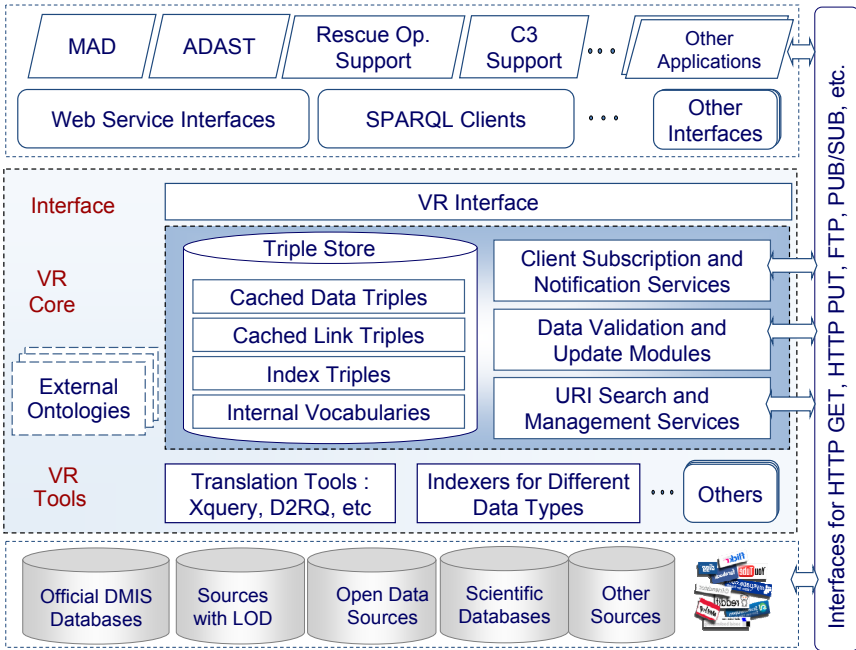 MAD
ADAST
Rescue Op.
Support
C3
Support
Other
Applications
Web Service Interfaces
SPARQL Clients
Other
Interfaces
Interface
VR Interface
VR
Core
Triple Store
Cached Data Triples
Cached Link Triples
Index Triples
Internal Vocabularies
Client Subscription and
Notification Services
Data Validation and
Update Modules
URI Search and
Management Services
External
Ontologies
VR
Tools
Translation Tools :
Xquery, D2RQ, etc
Indexers for Different
Data Types
Others
Official DMIS
Databases
Sources
with LOD
Open Data
Sources
Scientific
Databases
Other
Sources
flickr
You Tube
reddit
Interfaces for HTTP GET, HTTP PUT, FTP, PUB/SUB, etc.